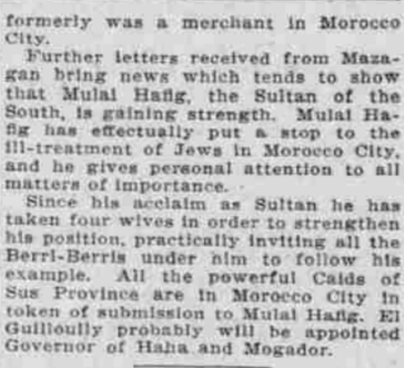 formerly was a merchant in Morocco
City.
Further letters received from Maza-
gan bring news which tends to show
that Mulai Hafig, the Sultan of the
South, is gaining strength. Mulai Ha-
fig has effectually put a stop to the
ill-treatment of Jews in Morocco City,
and he gives personal attention to all
matters of importance.
Since his acclaim as Sultan he has
taken four wives in order to strengthen
his position, practically inviting all the
Berri-Berris under him to follow his
example. All the powerful Caids of
Sus Province are in Morocco City in
token of submission to Mulai Hafig. El
Guilloully probably will be appointed
Governor of Haha and Mogador.